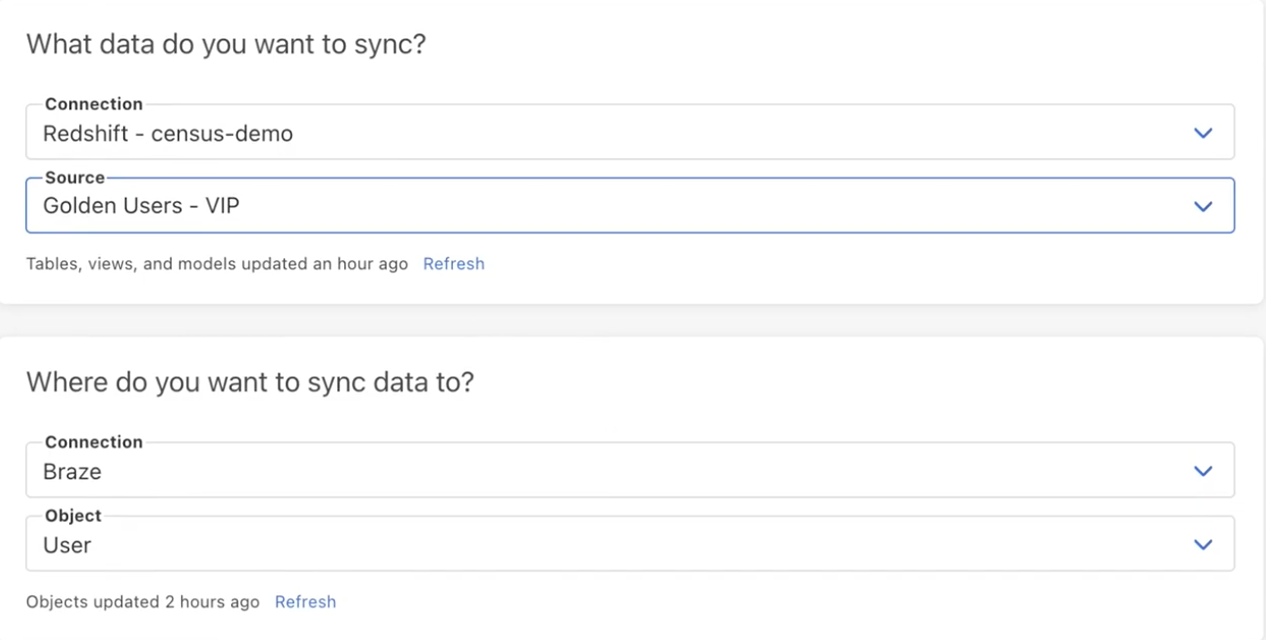 What data do you want to sync?
Connection
Redshift - census-demo
Source
Golden Users - VIP
Tables, views, and models updated an hour ago Refresh
Where do you want to sync data to?
Connection
Braze
Object
User
Objects updated 2 hours ago Refresh